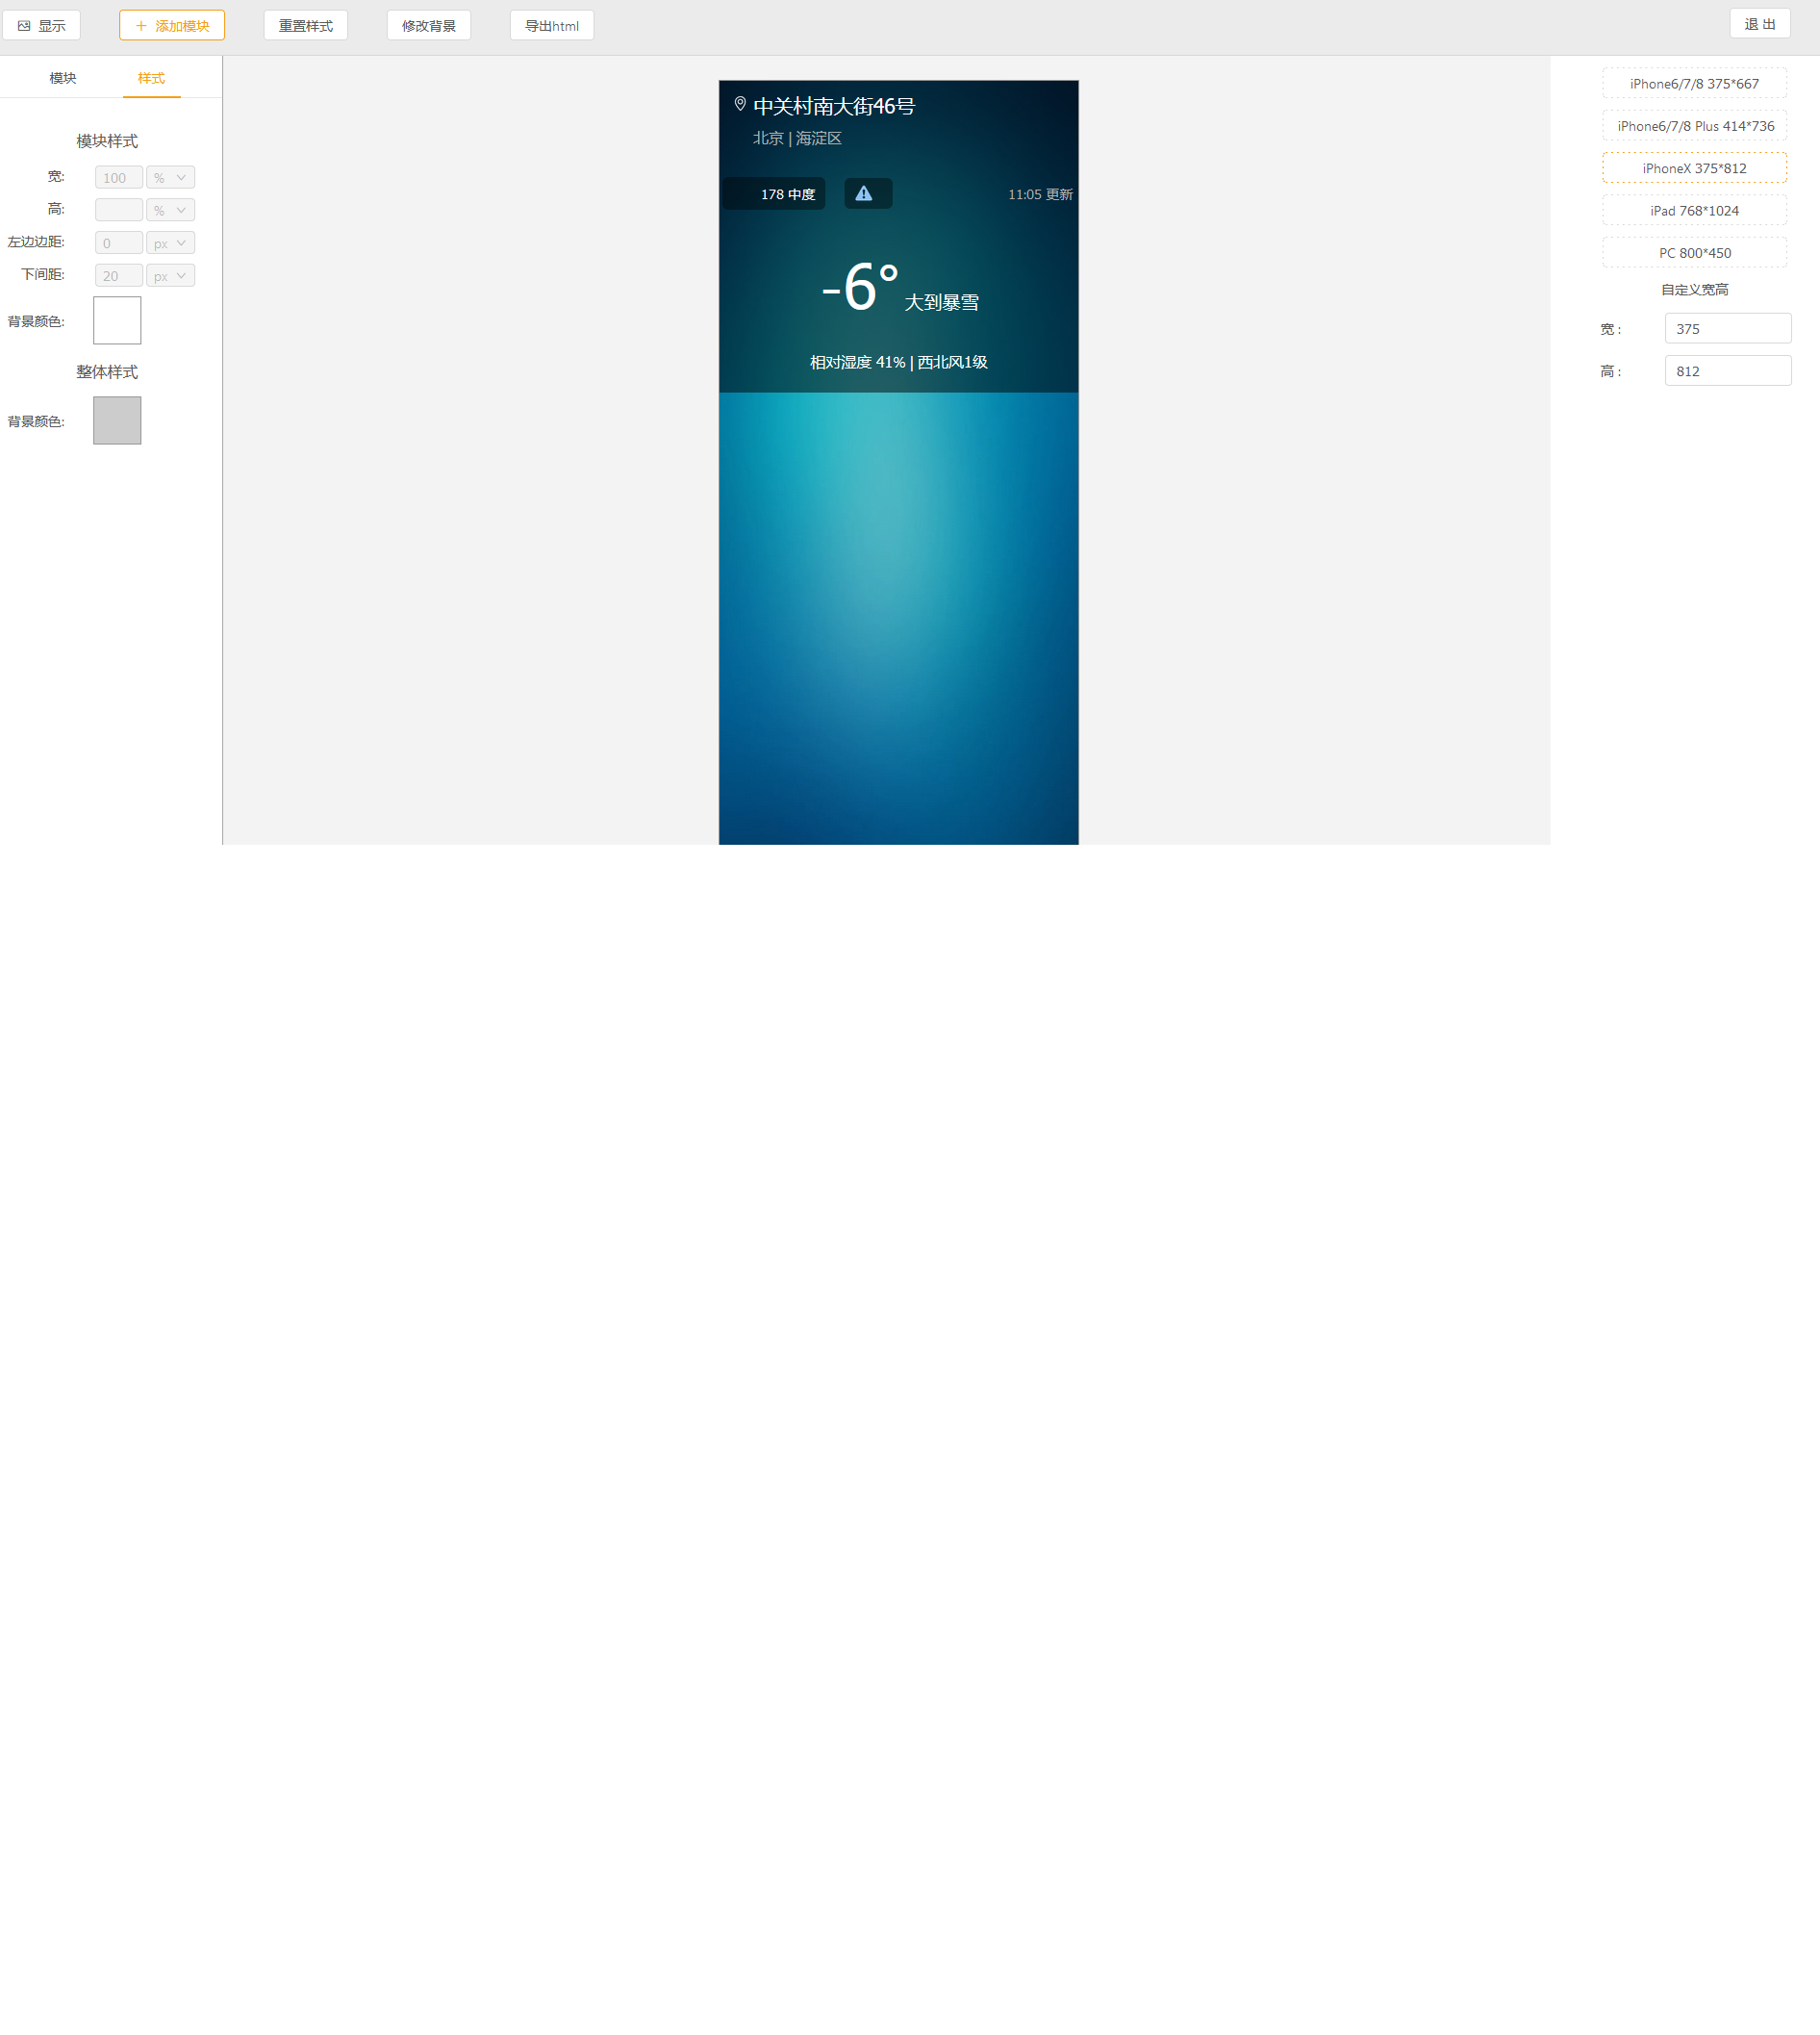 显示
添加模块
重置样式
修改背景
导出html
退 出
模块
样式
模块样式
宽:
100
%
高:
%
左边边距:
0
px
下间距:
20
px
背景颜色:
整体样式
背景颜色:
中关村南大街46号
北京 | 海淀区
178 中度
11:05 更新
-6°
大到暴雪
相对湿度 41% | 西北风1级
iPhone6/7/8 375*667
iPhone6/7/8 Plus 414*736
iPhoneX 375*812
iPad 768*1024
PC 800*450
自定义宽高
宽 :
375
高 :
812